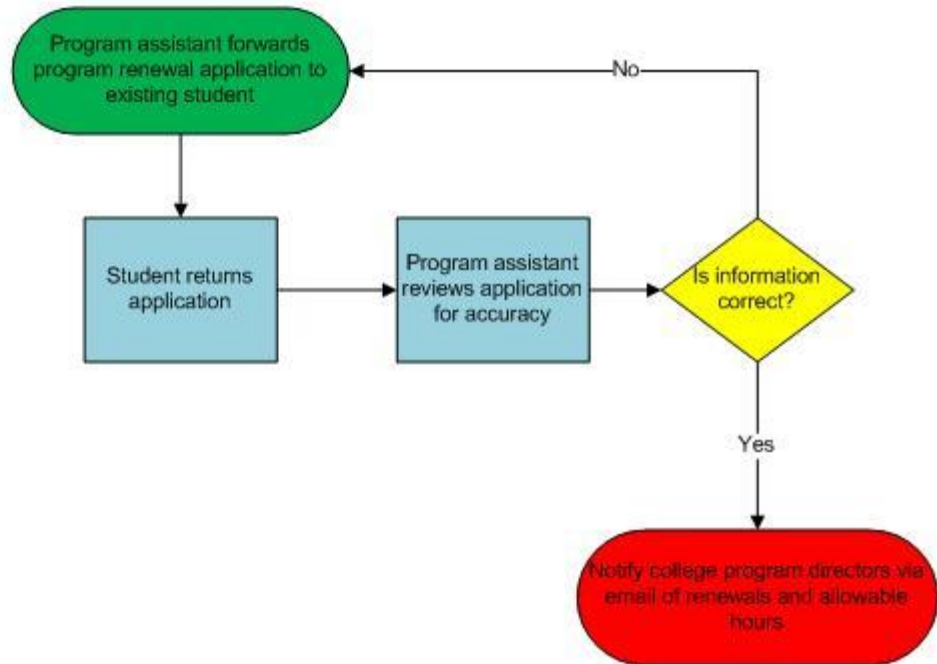 Program assistant forwards
program renewal application to
existing student
No
Student returns
application
Program assistant
reviews application
for accuracy
Is information
correct?
Yes
Notify college program directors via
email of renewals and allowable
hours